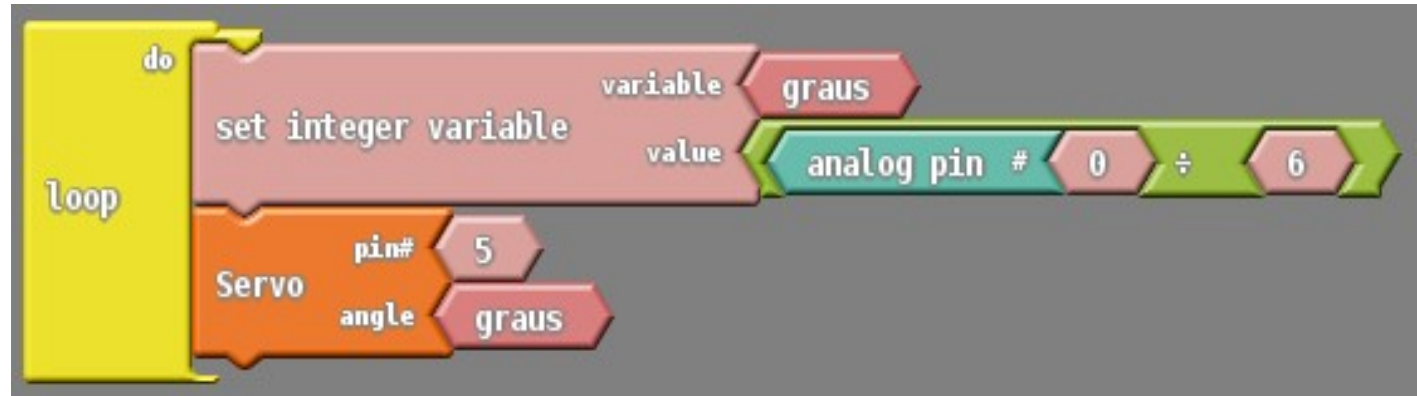 do
variable graus
set integer variable
value analog pin # 0 ÷ 6
loop
pin# 5
Servo
angle graus